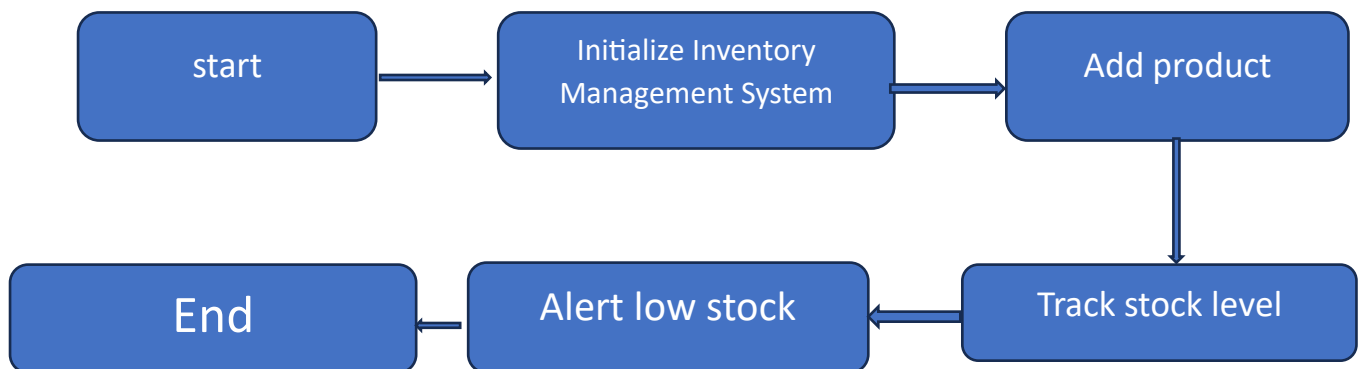 start
Initialize Inventory
Management System
Add product
Track stock level
Alert low stock
End